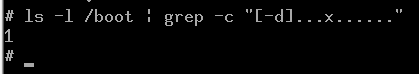 # ls -l /boot | grep -c "[-d]...x......"
1
# _